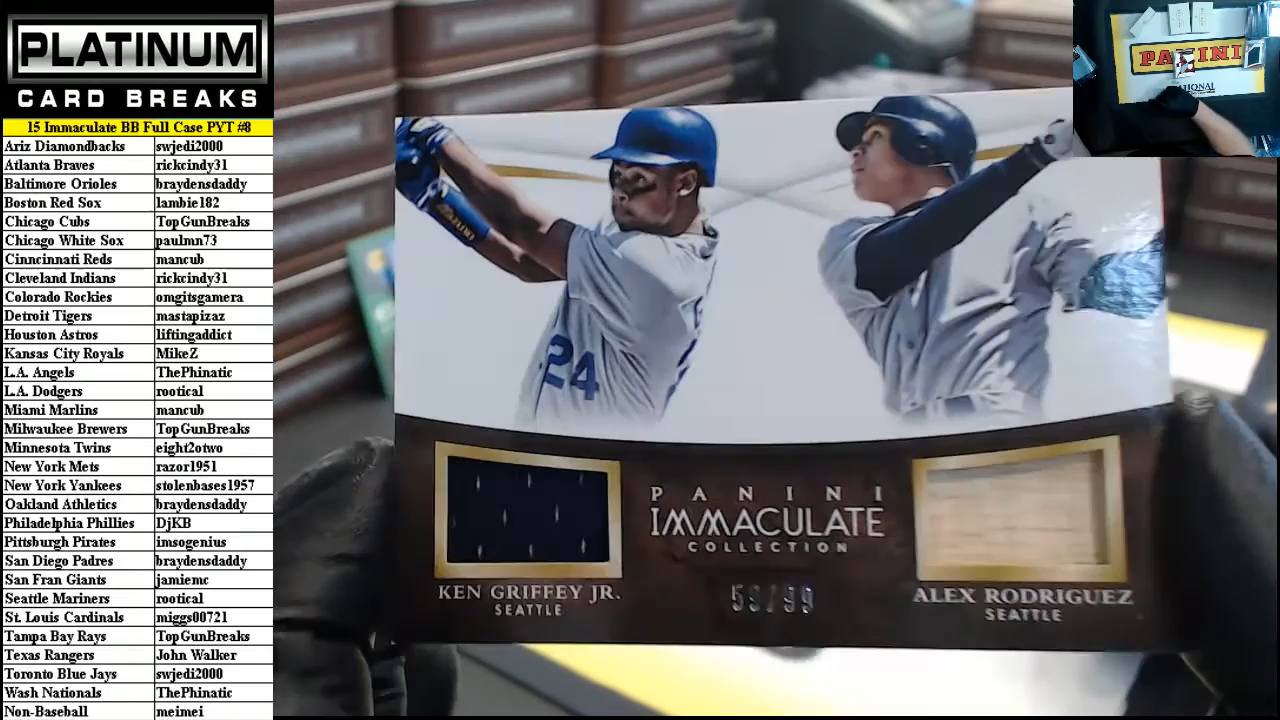 PLATINUM
CARD BREAKS
15 Immaculate BB Full Case PYT #8
Ariz Diamondbacks swjedi2000
Atlanta Braves rickcindy31
Baltimore Orioles braydensdaddy
Boston Red Sox lambie182
Chicago Cubs TopGunBreaks
Chicago White Sox paulmn73
Cinncinnati Reds mancub
Cleveland Indians rickcindy31
Colorado Rockies omgitsgamera
Detroit Tigers mastapizaz
Houston Astros liftingaddict
Kansas City Royals MikeZ
L.A. Angels ThePhinatic
L.A. Dodgers rootical
Miami Marlins mancub
Milwaukee Brewers TopGunBreaks
Minnesota Twins eight2otwo
New York Mets razor1951
New York Yankees stolenbases1957
Oakland Athletics braydensdaddy
Philadelphia Phillies DjKB
Pittsburgh Pirates imsogenius
San Diego Padres braydensdaddy
San Fran Giants jamiemc
Seattle Mariners rootical
St. Louis Cardinals miggs00721
Tampa Bay Rays TopGunBreaks
Texas Rangers John Walker
Toronto Blue Jays swjedi2000
Wash Nationals ThePhinatic
Non-Baseball meimei
PANINI
24
PANINI
IMMACULATE
COLLECTION
KEN GRIFFEY JR.
SEATTLE
59/99
ALEX RODRIGUEZ
SEATTLE